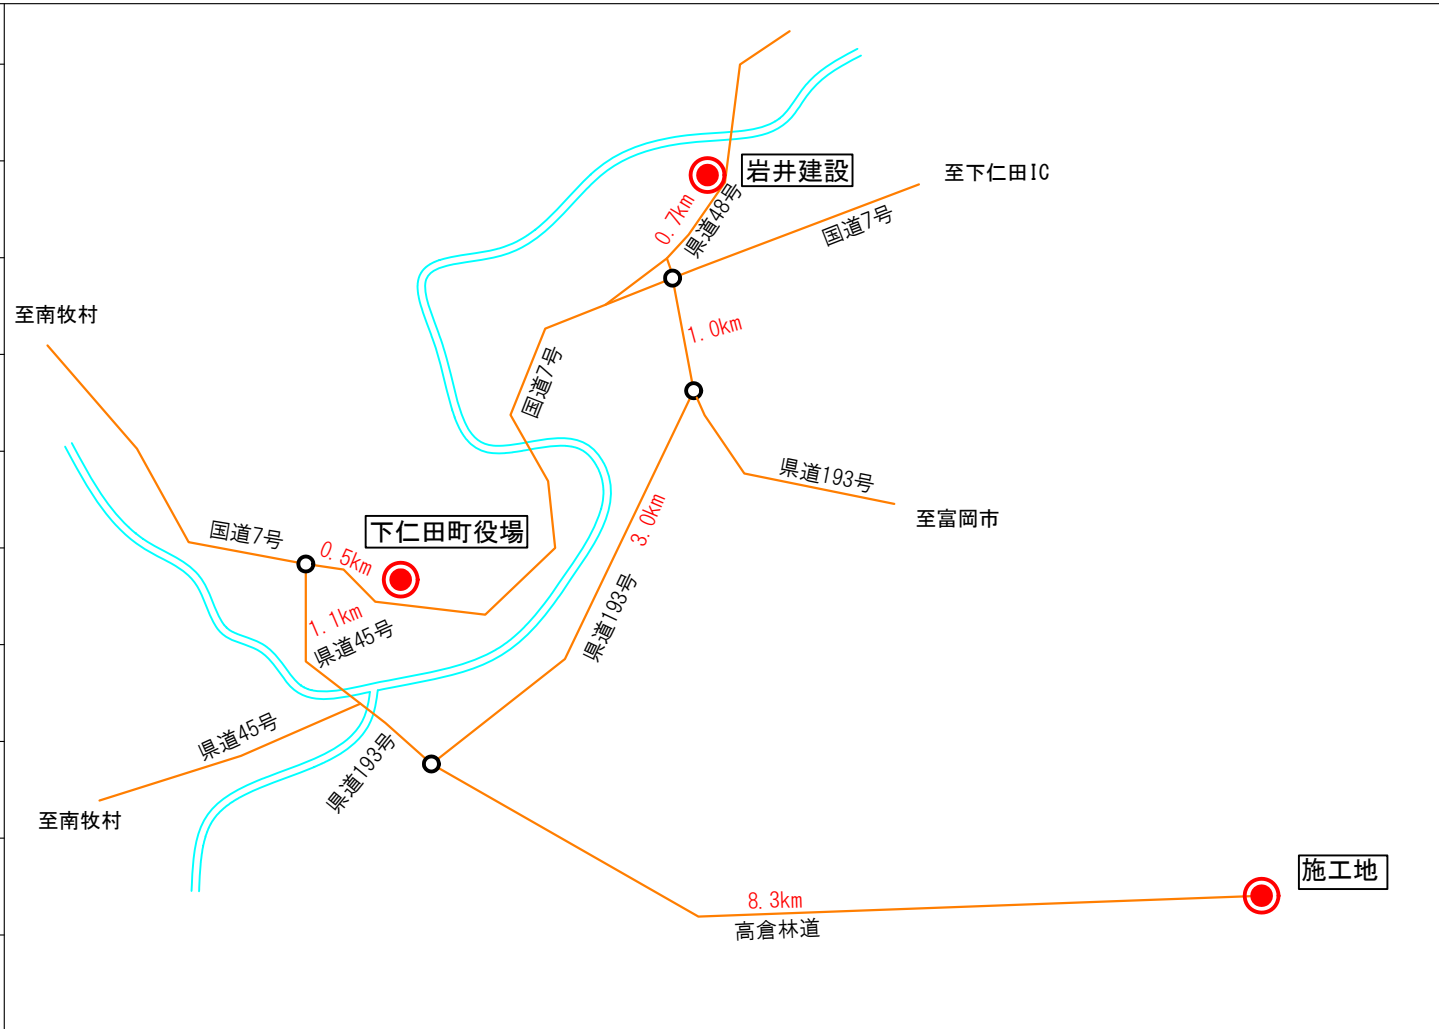 岩井建設
至下仁田IC
0.7km
県道48号
国道7号
至南牧村
1.0km
国道7号
県道193号
至富岡市
下仁田町役場
国道7号
0.5km
3.0km
1.1km
県道45号
県道193号
県道45号
県道193号
至南牧村
施工地
8.3km
高倉林道